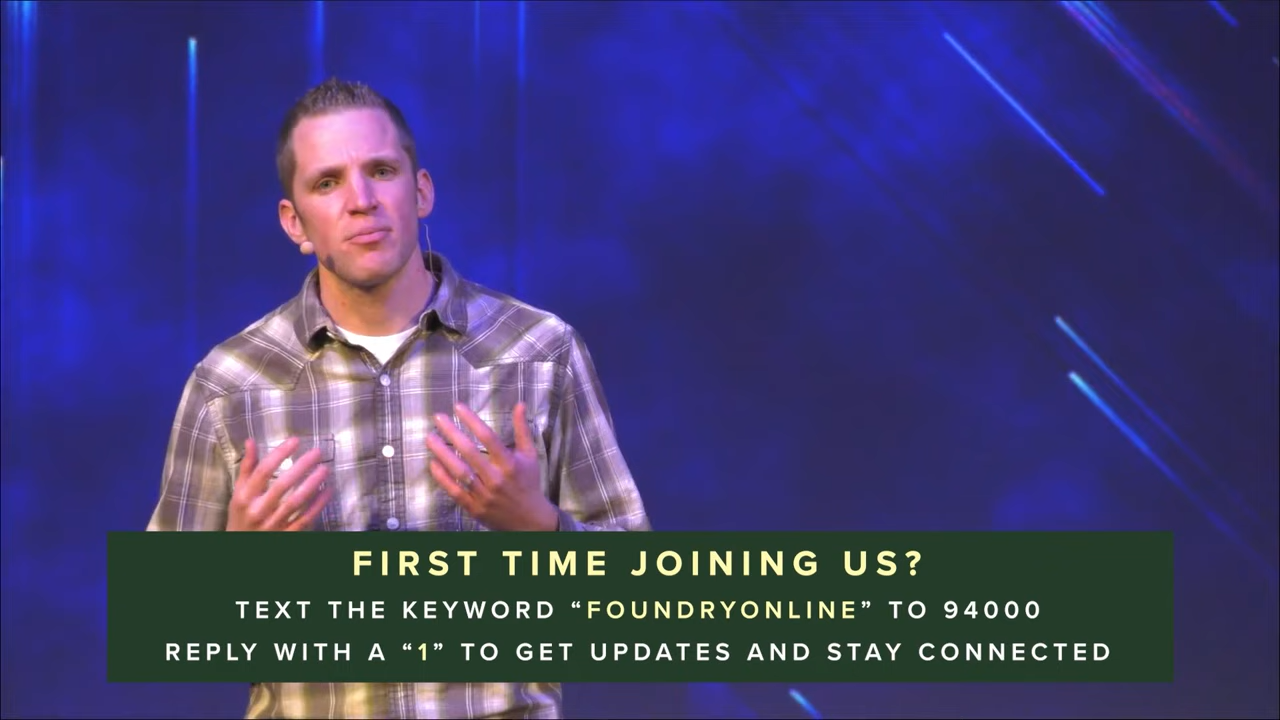 FIRST TIME JOINING US?
TEXT THE KEYWORD “FOUNDRYONLINE” TO 94000
REPLY WITH A “1” TO GET UPDATES AND STAY CONNECTED